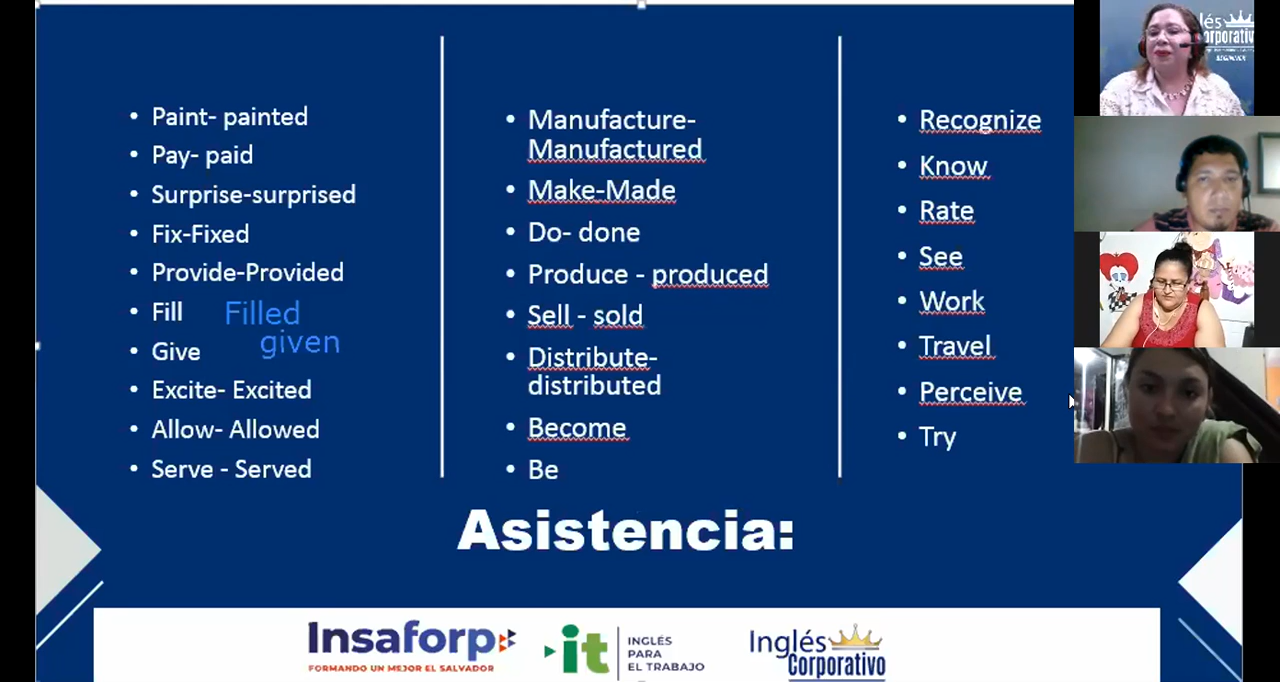 Paint- painted
Pay- paid
Surprise-surprised
Fix-Fixed
Provide-Provided
Fill
Filled
Give
given
Excite- Excited
Allow- Allowed
Serve - Served
Manufacture-
Manufactured
Make-Made
Do- done
Produce - produced
Sell - sold
Distribute-
distributed
Become
Be
Recognize
Know
Rate
See
Work
Travel
Perceive
Try
Asistencia:
Insaforp
FORMANDO UN MEJOR EL SALVADOR
it
INGLÉS
PARA
EL TRABAJO
Inglés
Corporativo